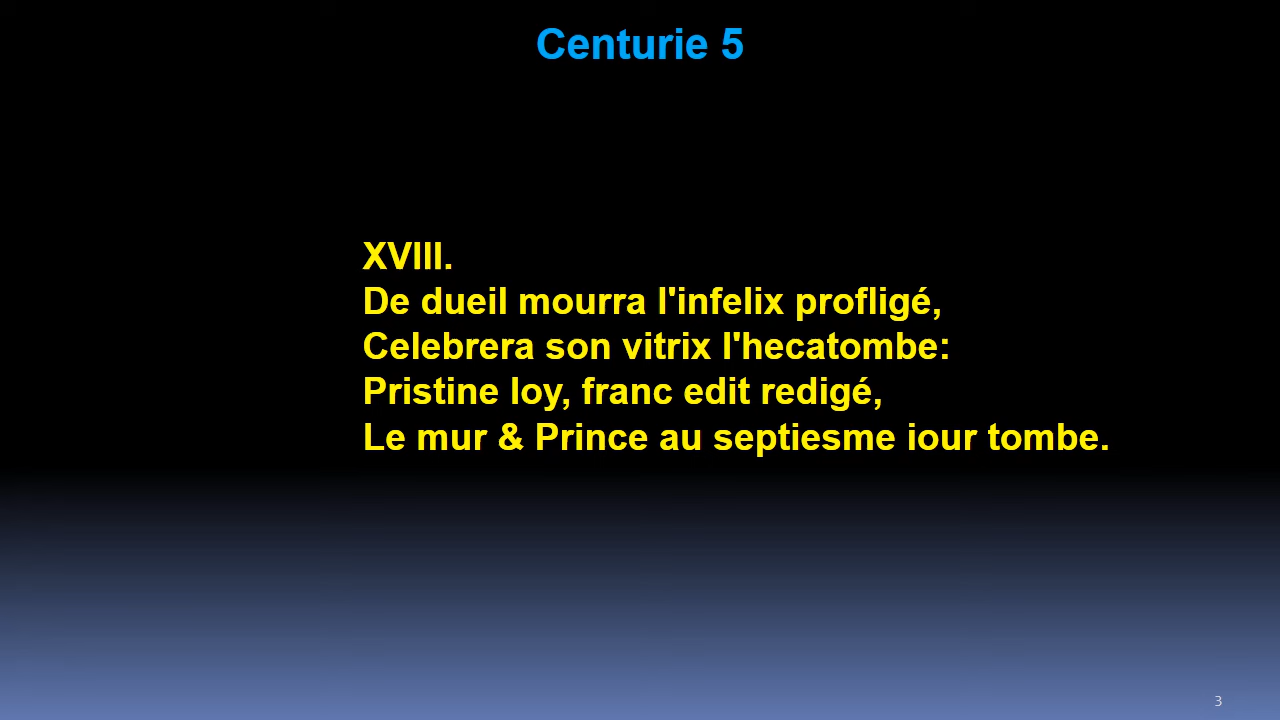 Centurie 5
XVIII.
De dueil mourra l'infelix profligé,
Celebrera son vitrix l'hecatombe:
Pristine loy, franc edit redigé,
Le mur & Prince au septiesme iour tombe.
3